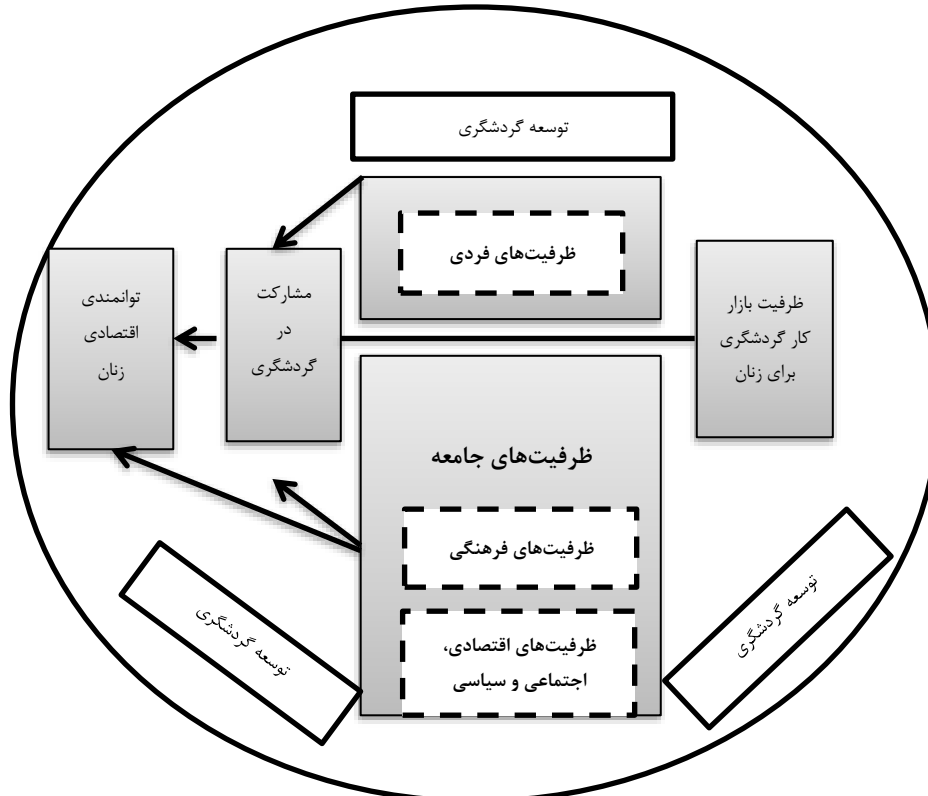 توسعه گردشگری
ظرفیت‌های فردی
ظرفیت بازار
کار گردشگری
برای زنان
مشارکت
در
گردشگری
توانمندی
اقتصادی
زنان
ظرفیت‌های جامعه
ظرفیت‌های فرهنگی
ظرفیت‌های اقتصادی،
اجتماعی و سیاسی
توسعه گردشگری
توسعه گردشگری